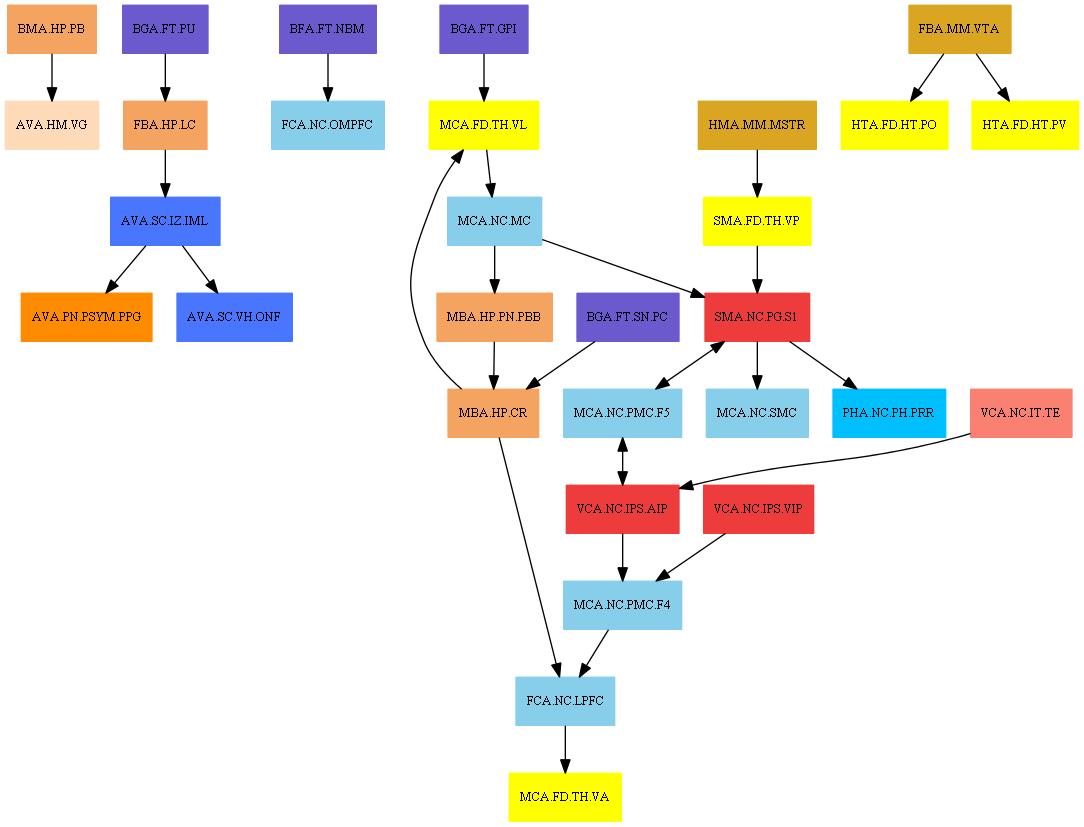 BMA.HP.PB
BGA.FT.PU
BFA.FT.NBM
BGA.FT.GPI
FBA.MM.VTA
AVA.HM.VG
FBA.HP.LC
FCA.NC.OMPFC
MCA.FD.TH.VL
HMA.MM.MSTR
HTA.FD.HT.PO
HTA.FD.HT.PV
AVA.SC.IZ.IML
MCA.NC.MC
SMA.FD.TH.VP
AVA.PN.PSYM.PPG
AVA.SC.VH.ONF
MBA.HP.PN.PBB
BGA.FT.SN.PC
SMA.NC.PG.S1
MBA.HP.CR
MCA.NC.PMC.F5
MCA.NC.SMC
PHA.NC.PH.PRR
VCA.NC.IT.TE
VCA.NC.IPS.AIP
VCA.NC.IPS.VIP
MCA.NC.PMC.F4
FCA.NC.LPFC
MCA.FD.TH.VA